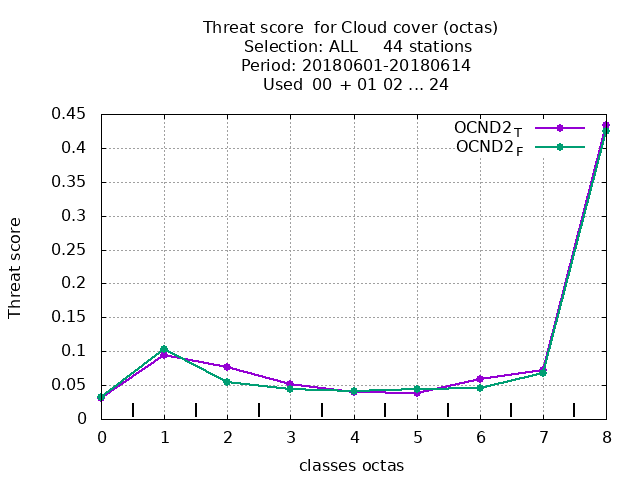 Threat score  for Cloud cover (octas)
Selection: ALL     44 stations
Period: 20180601-20180614
Used  00 + 01 02 ... 24
OCND2T
OCND2F
Threat score
0.45
0.4
0.35
0.3
0.25
0.2
0.15
0.1
0.05
0
0 1 2 3 4 5 6 7 8
classes octas